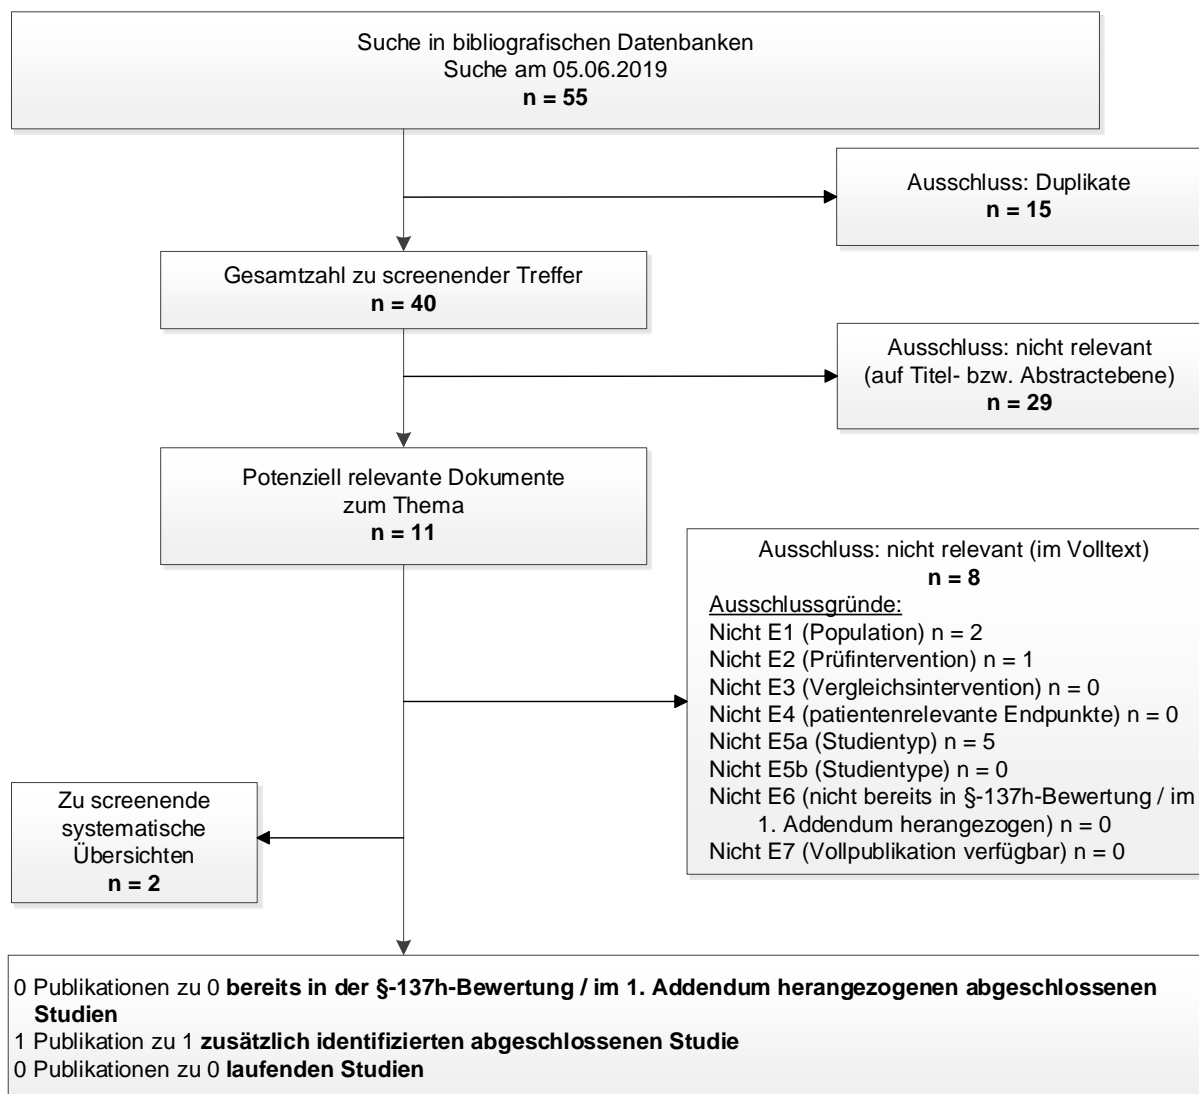 Suche in bibliografischen Datenbanken
Suche am 05.06.2019
n = 55
Ausschluss: Duplikate
n = 15
Gesamtzahl zu screenender Treffer
n = 40
Ausschluss: nicht relevant
(auf Titel- bzw. Abstractebene)
n = 29
Potenziell relevante Dokumente
zum Thema
n = 11
Ausschluss: nicht relevant (im Volltext)
n = 8
Ausschlussgründe:
Nicht E1 (Population) n = 2
Nicht E2 (Prüfintervention) n = 1
Nicht E3 (Vergleichsintervention) n = 0
Nicht E4 (patientenrelevante Endpunkte) n = 0
Nicht E5a (Studientyp) n = 5
Nicht E5b (Studientype) n = 0
Nicht E6 (nicht bereits in §-137h-Bewertung / im
1. Addendum herangezogen) n = 0
Nicht E7 (Vollpublikation verfügbar) n = 0
Zu screenende
systematische
Übersichten
n = 2
0 Publikationen zu 0 bereits in der §-137h-Bewertung / im 1. Addendum herangezogenen abgeschlossenen
Studien
1 Publikation zu 1 zusätzlich identifizierten abgeschlossenen Studie
0 Publikationen zu 0 laufenden Studien